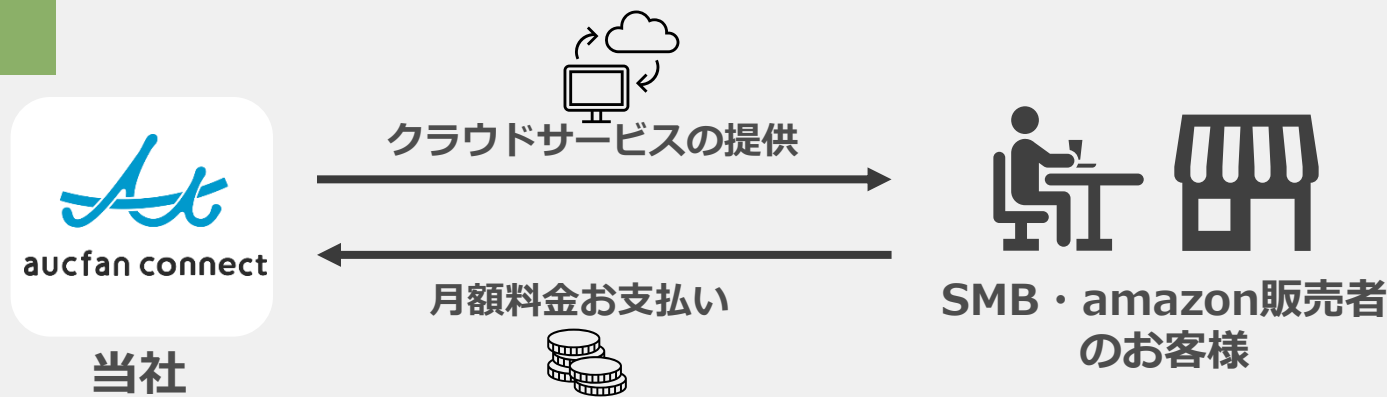 クラウドサービスの提供
aucfan connect
月額料金お支払い
SMB・amazon販売者
のお客様
当社